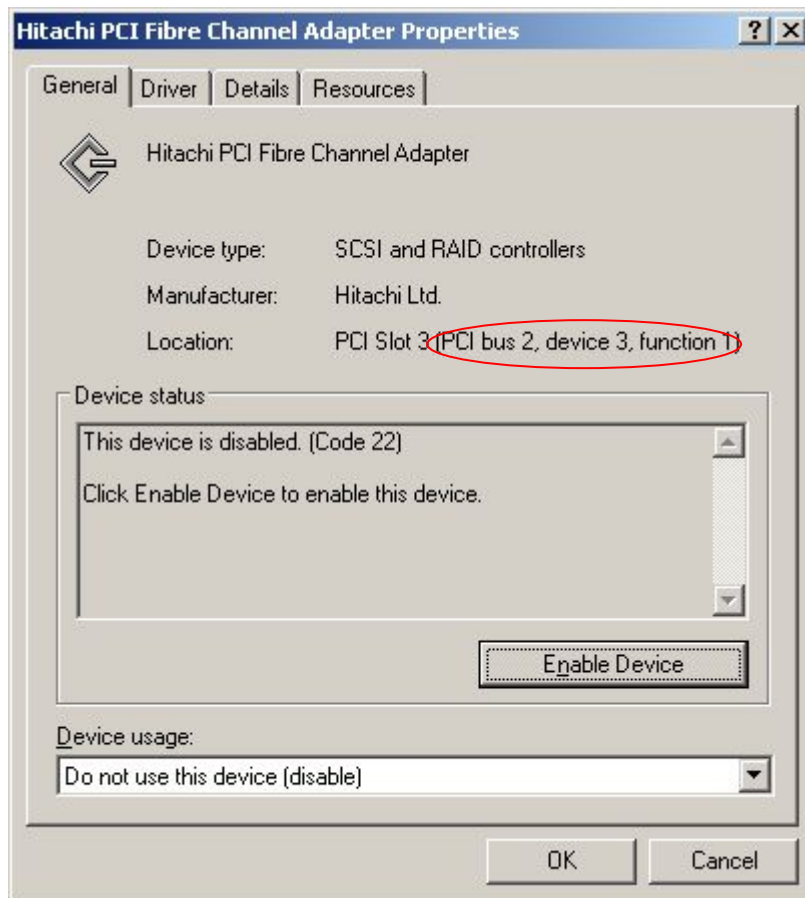 Hitachi PCI Fibre Channel Adapter Properties
General Driver Details Resources
Hitachi PCI Fibre Channel Adapter
Device type: SCSI and RAID controllers
Manufacturer: Hitachi Ltd.
Location: PCI Slot 3 (PCI bus 2, device 3, function 1)
Device status
This device is disabled. (Code 22)
Click Enable Device to enable this device.
Enable Device
Device usage:
Do not use this device (disable)
OK Cancel